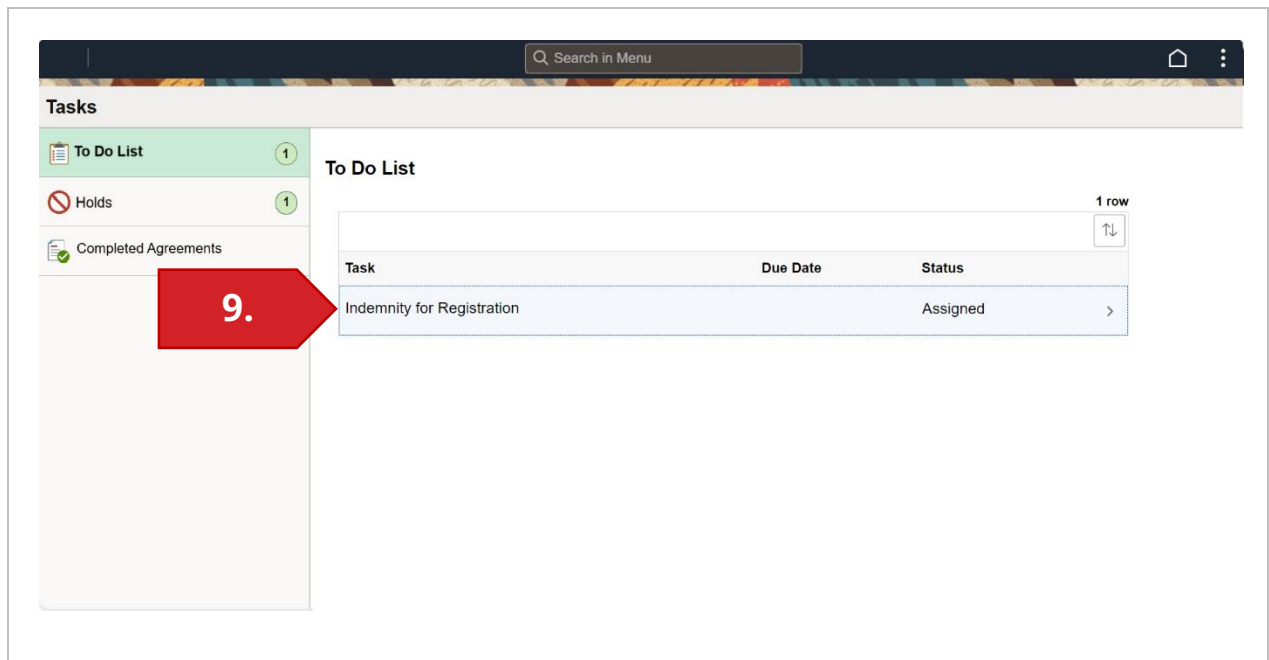 Search in Menu
Tasks
To Do List 1
Holds 1
Completed Agreements
To Do List
1 row
Task Due Date Status
Indemnity for Registration Assigned
9.